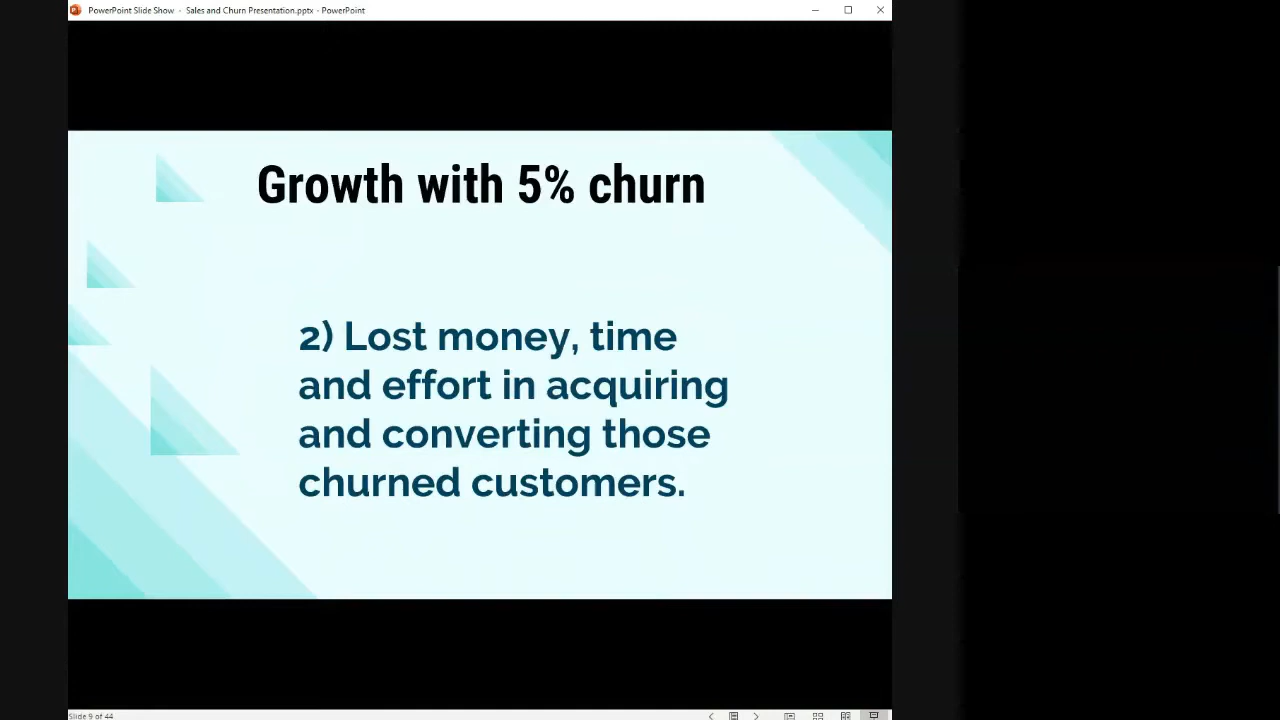 PowerPoint Slide Show - Sales and Churn Presentation.pptx - PowerPoint
Growth with 5% churn
2) Lost money, time
and effort in acquiring
and converting those
churned customers.
Slide 9 of 44